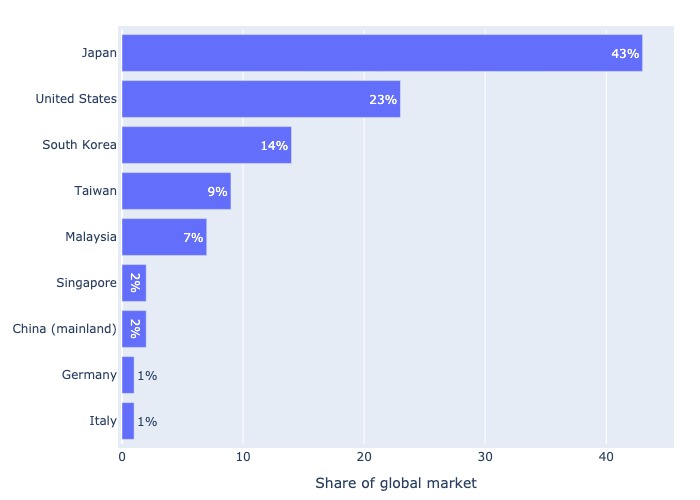 Japan 43%
United States 23%
South Korea 14%
Taiwan 9%
Malaysia 7%
Singapore 2%
China (mainland) 2%
Germany 1%
Italy 1%
0 10 20 30 40
Share of global market